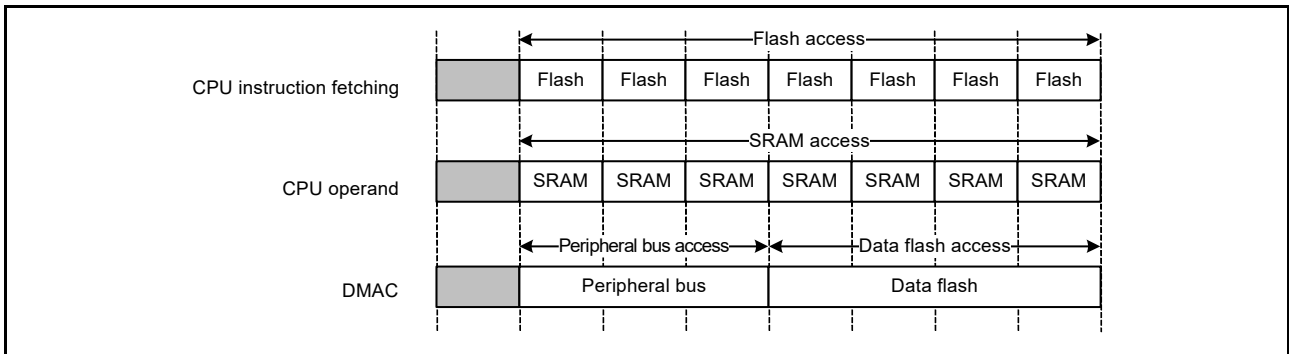 Flash access
CPU instruction fetching Flash Flash Flash Flash Flash Flash Flash
SRAM access
CPU operand SRAM SRAM SRAM SRAM SRAM SRAM SRAM
Peripheral bus access Data flash access
DMAC Peripheral bus Data flash